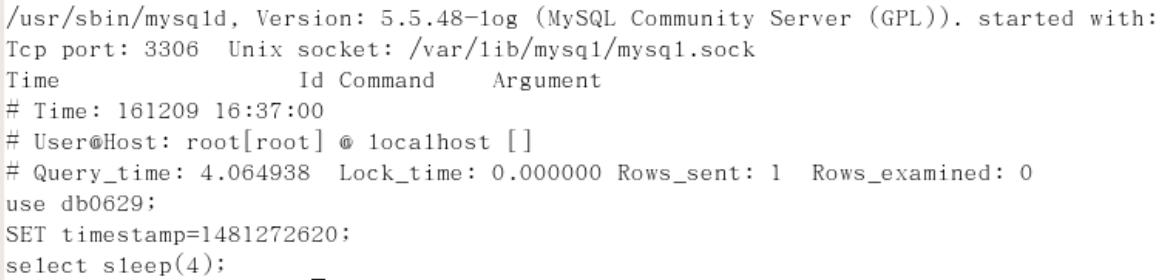 /usr/sbin/mysqld, Version: 5.5.48-log (MySQL Community Server (GPL)). started with:
Tcp port: 3306  Unix socket: /var/lib/mysql/mysql.sock
Time                 Id Command    Argument
# Time: 161209 16:37:00
# User@Host: root[root] @ localhost []
# Query_time: 4.064938  Lock_time: 0.000000 Rows_sent: 1  Rows_examined: 0
use db0629;
SET timestamp=1481272620;
select sleep(4);